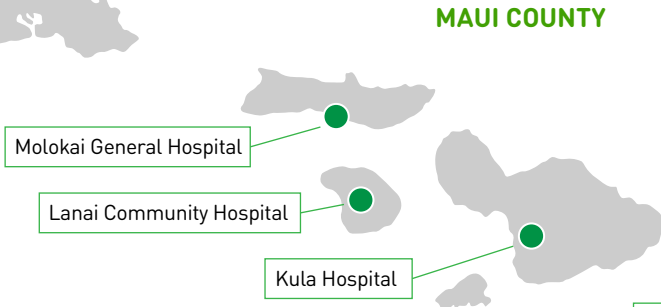 MAUI COUNTY
Molokai General Hospital
Lanai Community Hospital
Kula Hospital